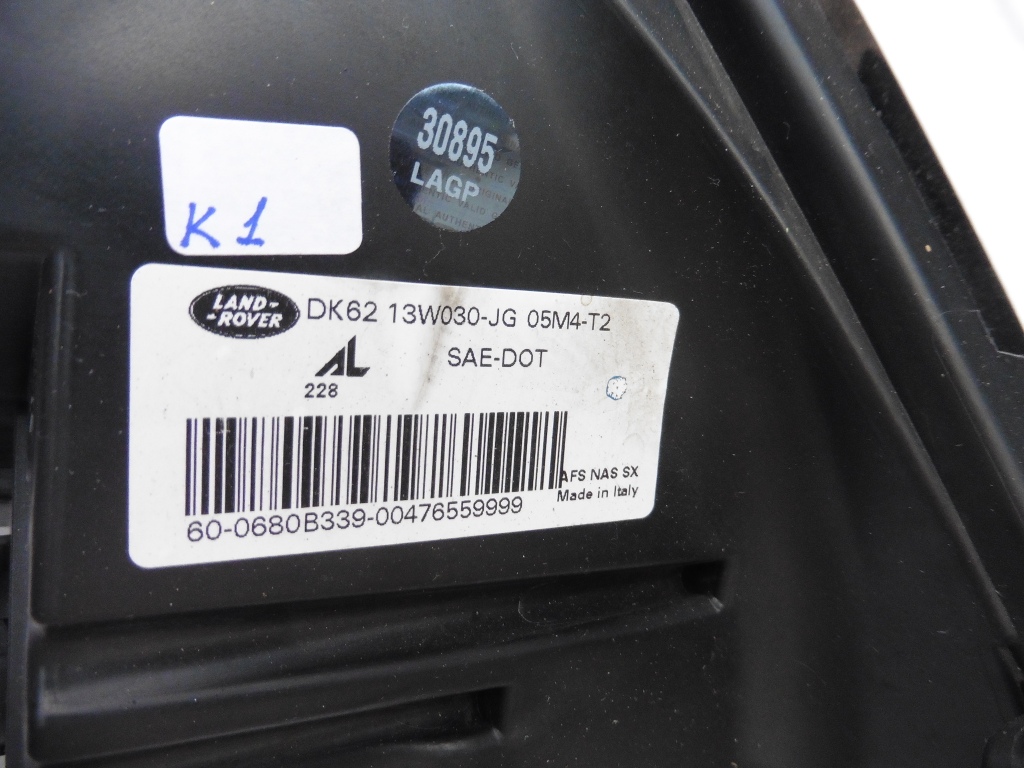 30895
LAGP
K1
LAND-
-ROVER
DK62 13W030-JG 05M4-T2
AL
SAE-DOT
228
AFS NAS SX
Made in Italy
60-0680B339-00476559999